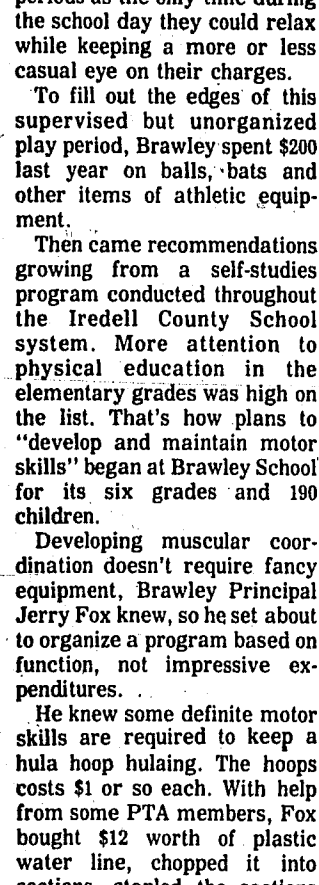 periods as the only time during
the school day they could relax
while keeping a more or less
casual eye on their charges.
To fill out the edges of this
supervised but unorganized
play period, Brawley spent $200
last year on balls, bats and
other items of athletic equip-
ment.
Then came recommendations
growing from a self-studies
program conducted throughout
the Iredell County School
system. More attention to
physical education in the
elementary grades was high on
the list. That's how plans to
"develop and maintain motor
skills" began at Brawley School
for its six grades and 190
children.
Developing muscular coor-
dination doesn't require fancy
equipment, Brawley Principal
Jerry Fox knew, so he set about
to organize a program based on
function, not impressive ex-
penditures.
He knew some definite motor
skills are required to keep a
hula hoop hulaing. The hoops
costs $1 or so each. With help
from some PTA members, Fox
bought $12 worth of plastic
water line, chopped it into
sections, stapled the sections